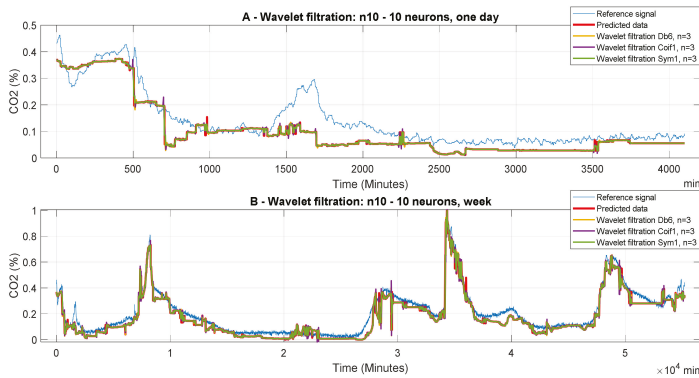 A - Wavelet filtration: n10 - 10 neurons, one day
Reference signal
Predicted data
Wavelet filtration Db6, n=3
Wavelet filtration Coif1, n=3
Wavelet filtration Sym1, n=3
CO2 (%)
0.5
0.4
0.3
0.2
0.1
0
0 500 1000 1500 2000 2500 3000 3500 4000
min
Time (Minutes)
B - Wavelet filtration: n10 - 10 neurons, week
Reference signal
Predicted data
Wavelet filtration Db6, n=3
Wavelet filtration Coif1, n=3
Wavelet filtration Sym1, n=3
CO2 (%)
1
0.8
0.6
0.4
0.2
0
0 1 2 3 4 5
×10⁴ min
Time (Minutes)